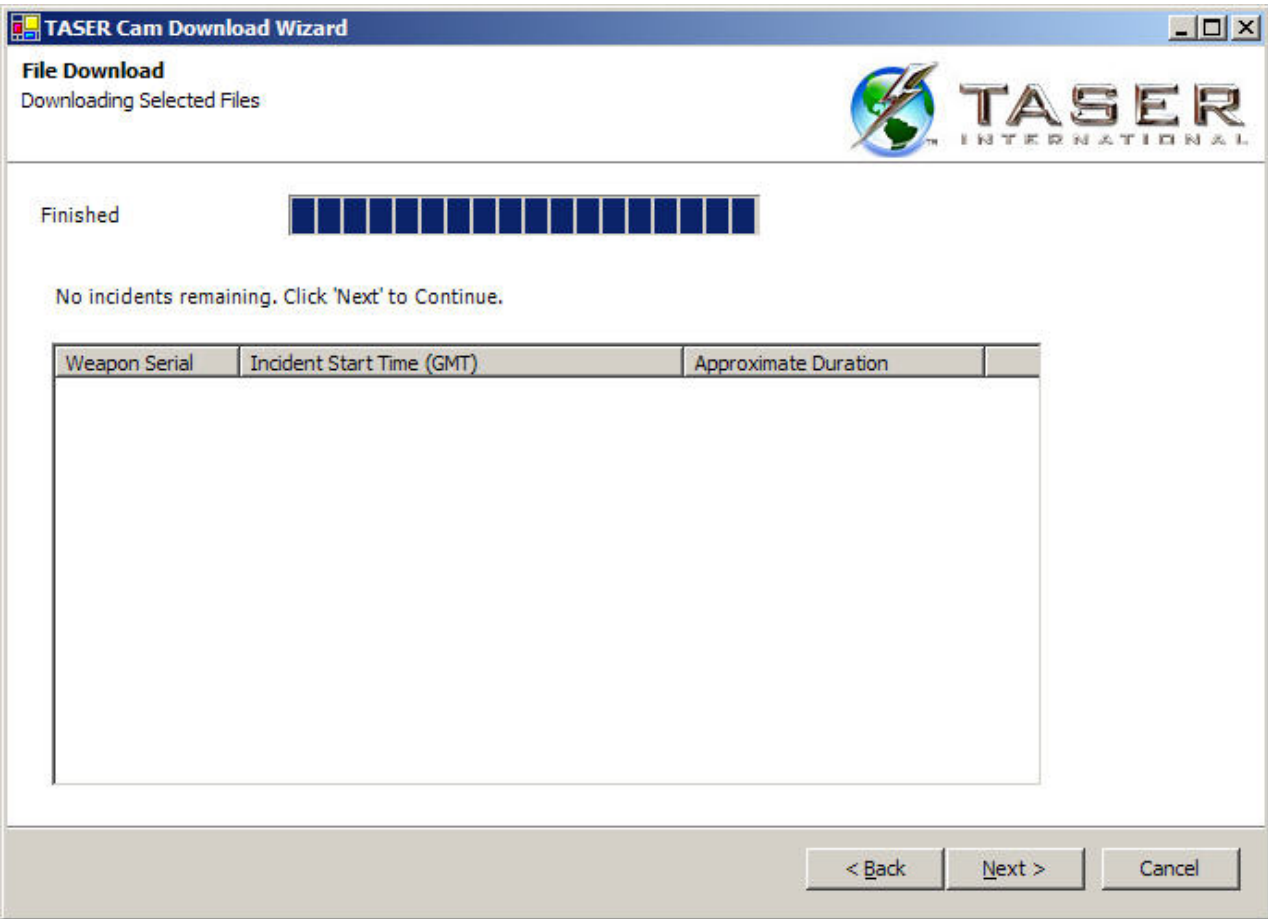 TASER Cam Download Wizard
File Download
Downloading Selected Files
TASER
INTERNATIONAL
TM
Finished
No incidents remaining. Click 'Next' to Continue.
Weapon Serial Incident Start Time (GMT) Approximate Duration
< Back Next > Cancel